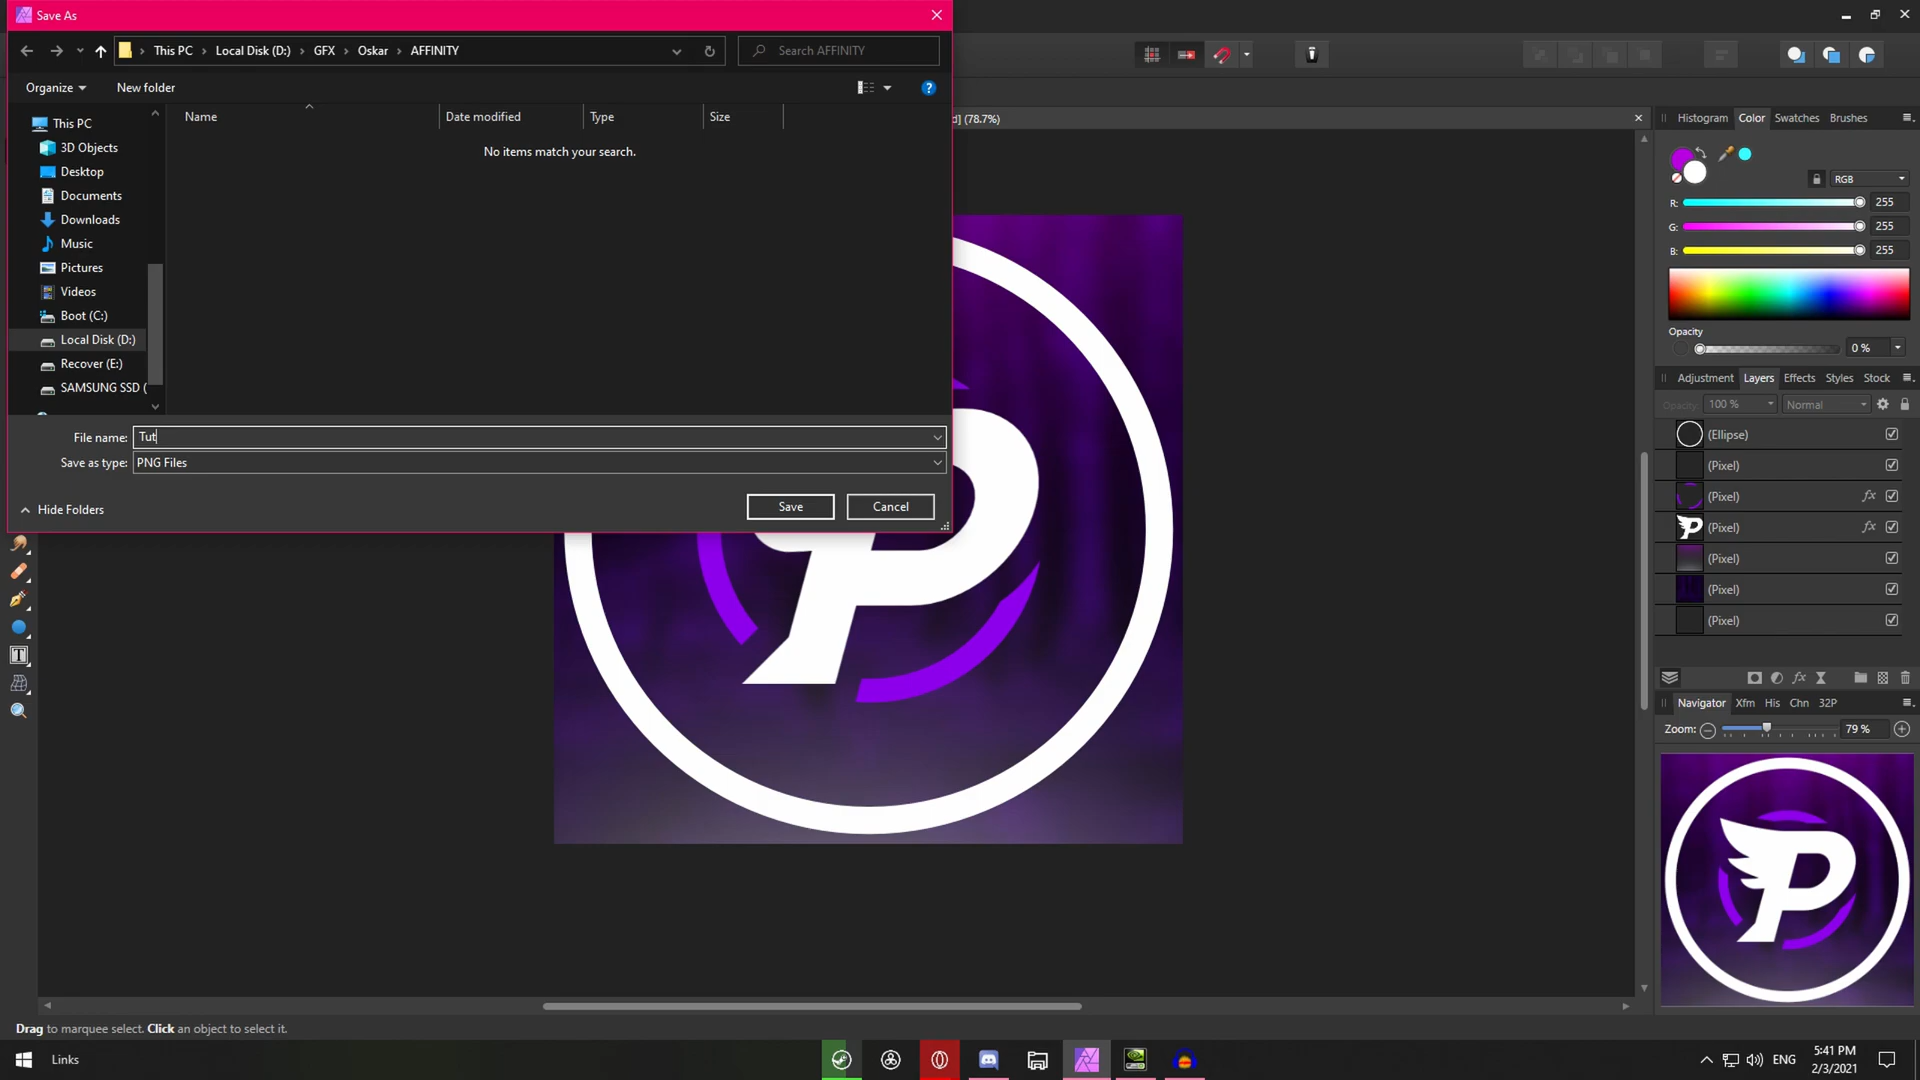 Save As
This PC
Local Disk (D:)
GFX
Oskar
AFFINITY
Search AFFINITY
Organize
New folder
Name
Date modified
Type
Size
No items match your search.
This PC
3D Objects
Desktop
Documents
Downloads
Music
Pictures
Videos
Boot (C:)
Local Disk (D:)
Recover (E:)
SAMSUNG SSD (
File name:
Tut
Save as type:
PNG Files
Hide Folders
Save
Cancel
d] (78.7%)
P
Histogram
Color
Swatches
Brushes
RGB
R:
255
G:
255
B:
255
Opacity
0 %
Adjustment
Layers
Effects
Styles
Stock
Opacity:
100 %
Normal
(Ellipse)
(Pixel)
(Pixel)
fx
(Pixel)
fx
(Pixel)
(Pixel)
(Pixel)
fx
Navigator
Xfm
His
Chn
32P
Zoom:
79 %
P
Drag to marquee select. Click an object to select it.
Links
ENG
5:41 PM
2/3/2021